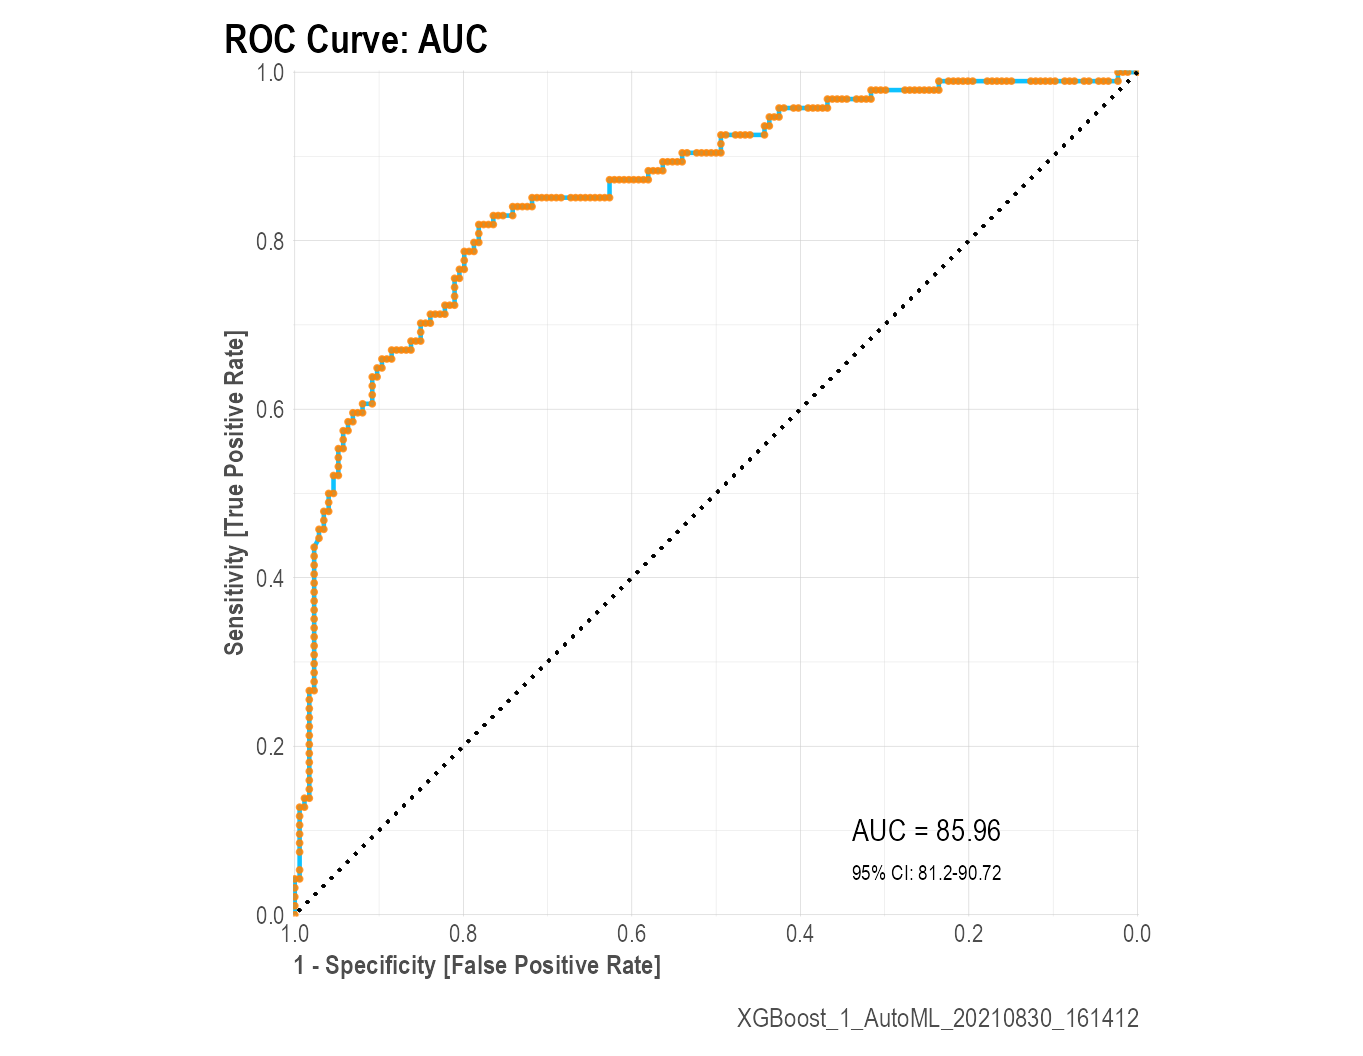 ROC Curve: AUC
1.0
0.8
0.6
0.4
0.2
0.0
Sensitivity [True Positive Rate]
AUC = 85.96
95% CI: 81.2-90.72
1.0 0.8 0.6 0.4 0.2 0.0
1 - Specificity [False Positive Rate]
XGBoost_1_AutoML_20210830_161412